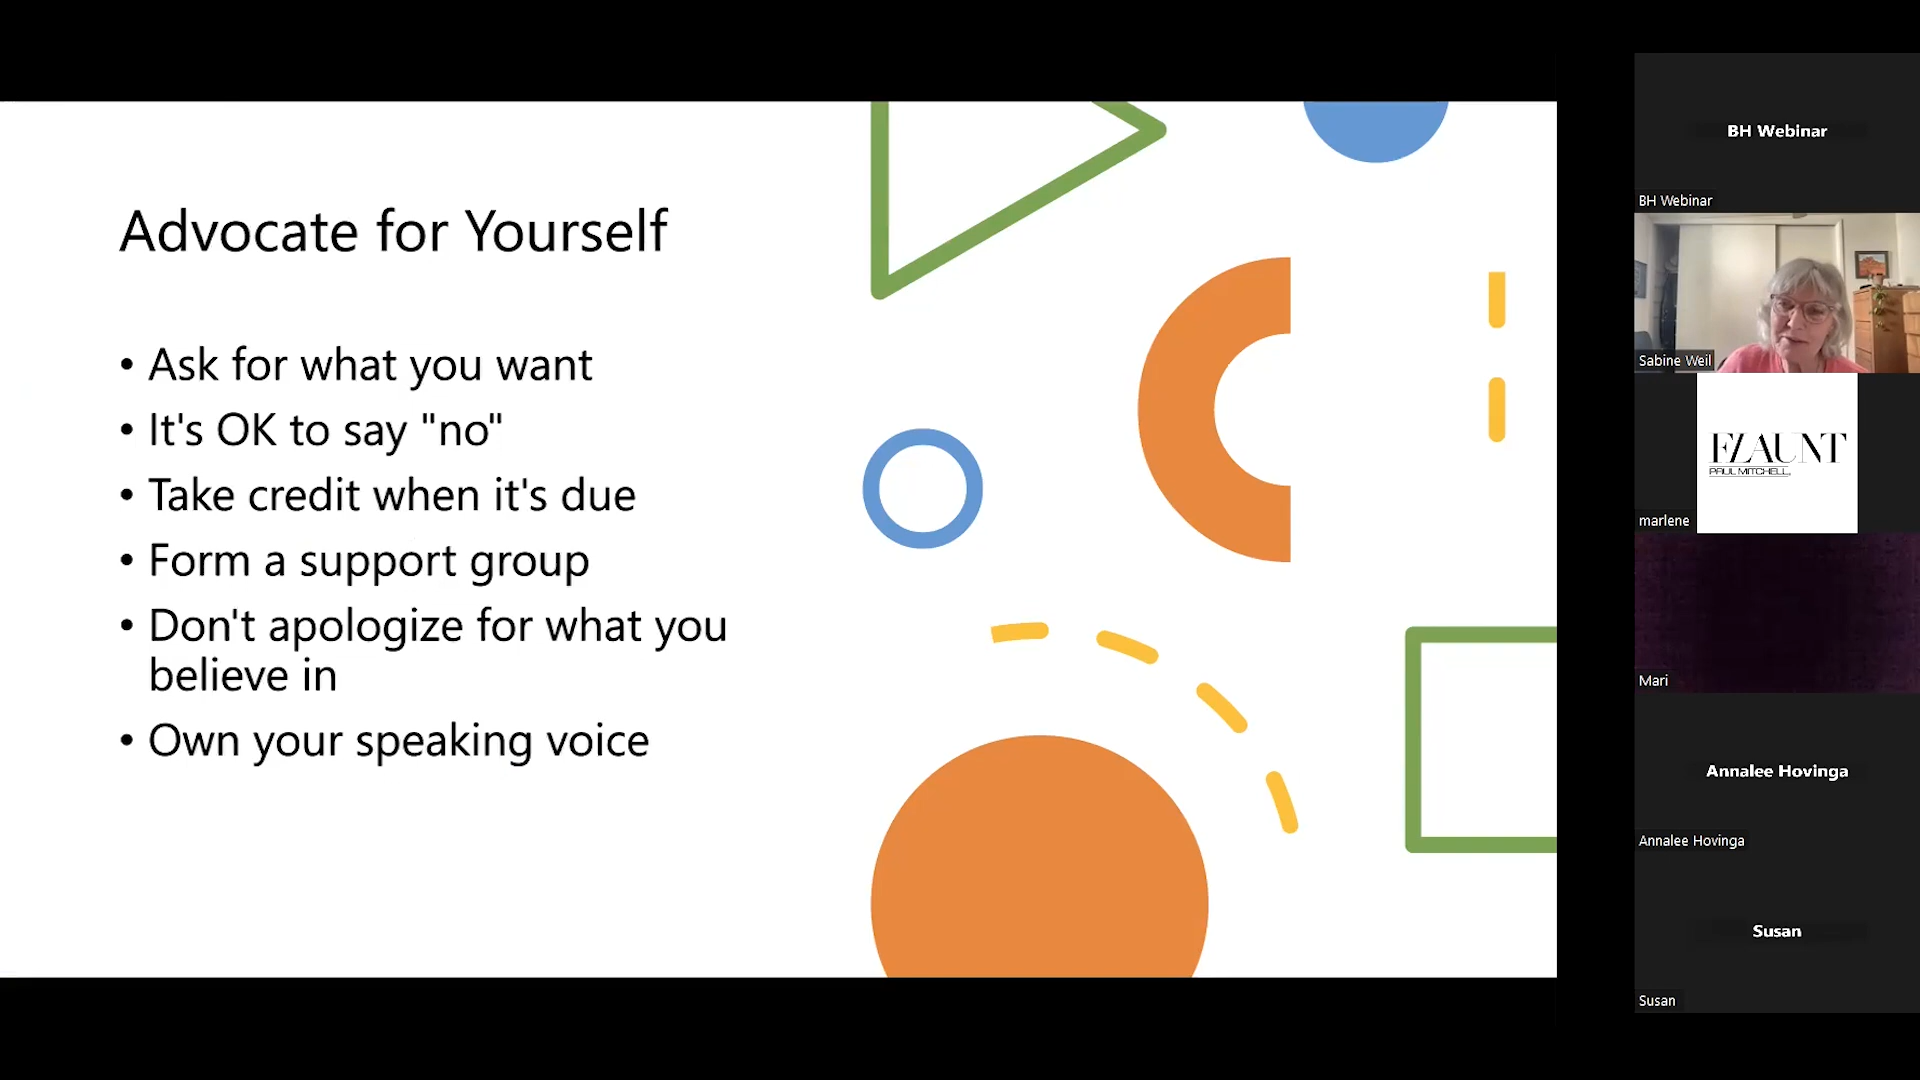 Advocate for Yourself
• Ask for what you want
• It's OK to say "no"
• Take credit when it's due
• Form a support group
• Don't apologize for what you
believe in
• Own your speaking voice
BH Webinar
BH Webinar
Sabine Weil
FLAUNT
PAUL MITCHELL
marlene
Mari
Annalee Hovinga
Annalee Hovinga
Susan
Susan